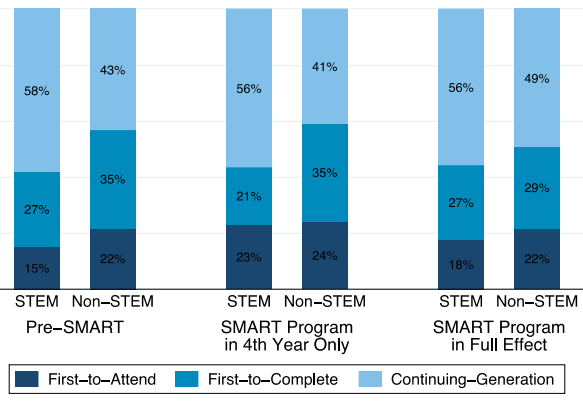 58%
43%
56%
41%
56%
49%
27%
35%
21%
35%
27%
29%
15%
22%
23%
24%
18%
22%
STEM Non-STEM STEM Non-STEM STEM Non-STEM
Pre-SMART
SMART Program
in 4th Year Only
SMART Program
in Full Effect
First-to-Attend First-to-Complete Continuing-Generation